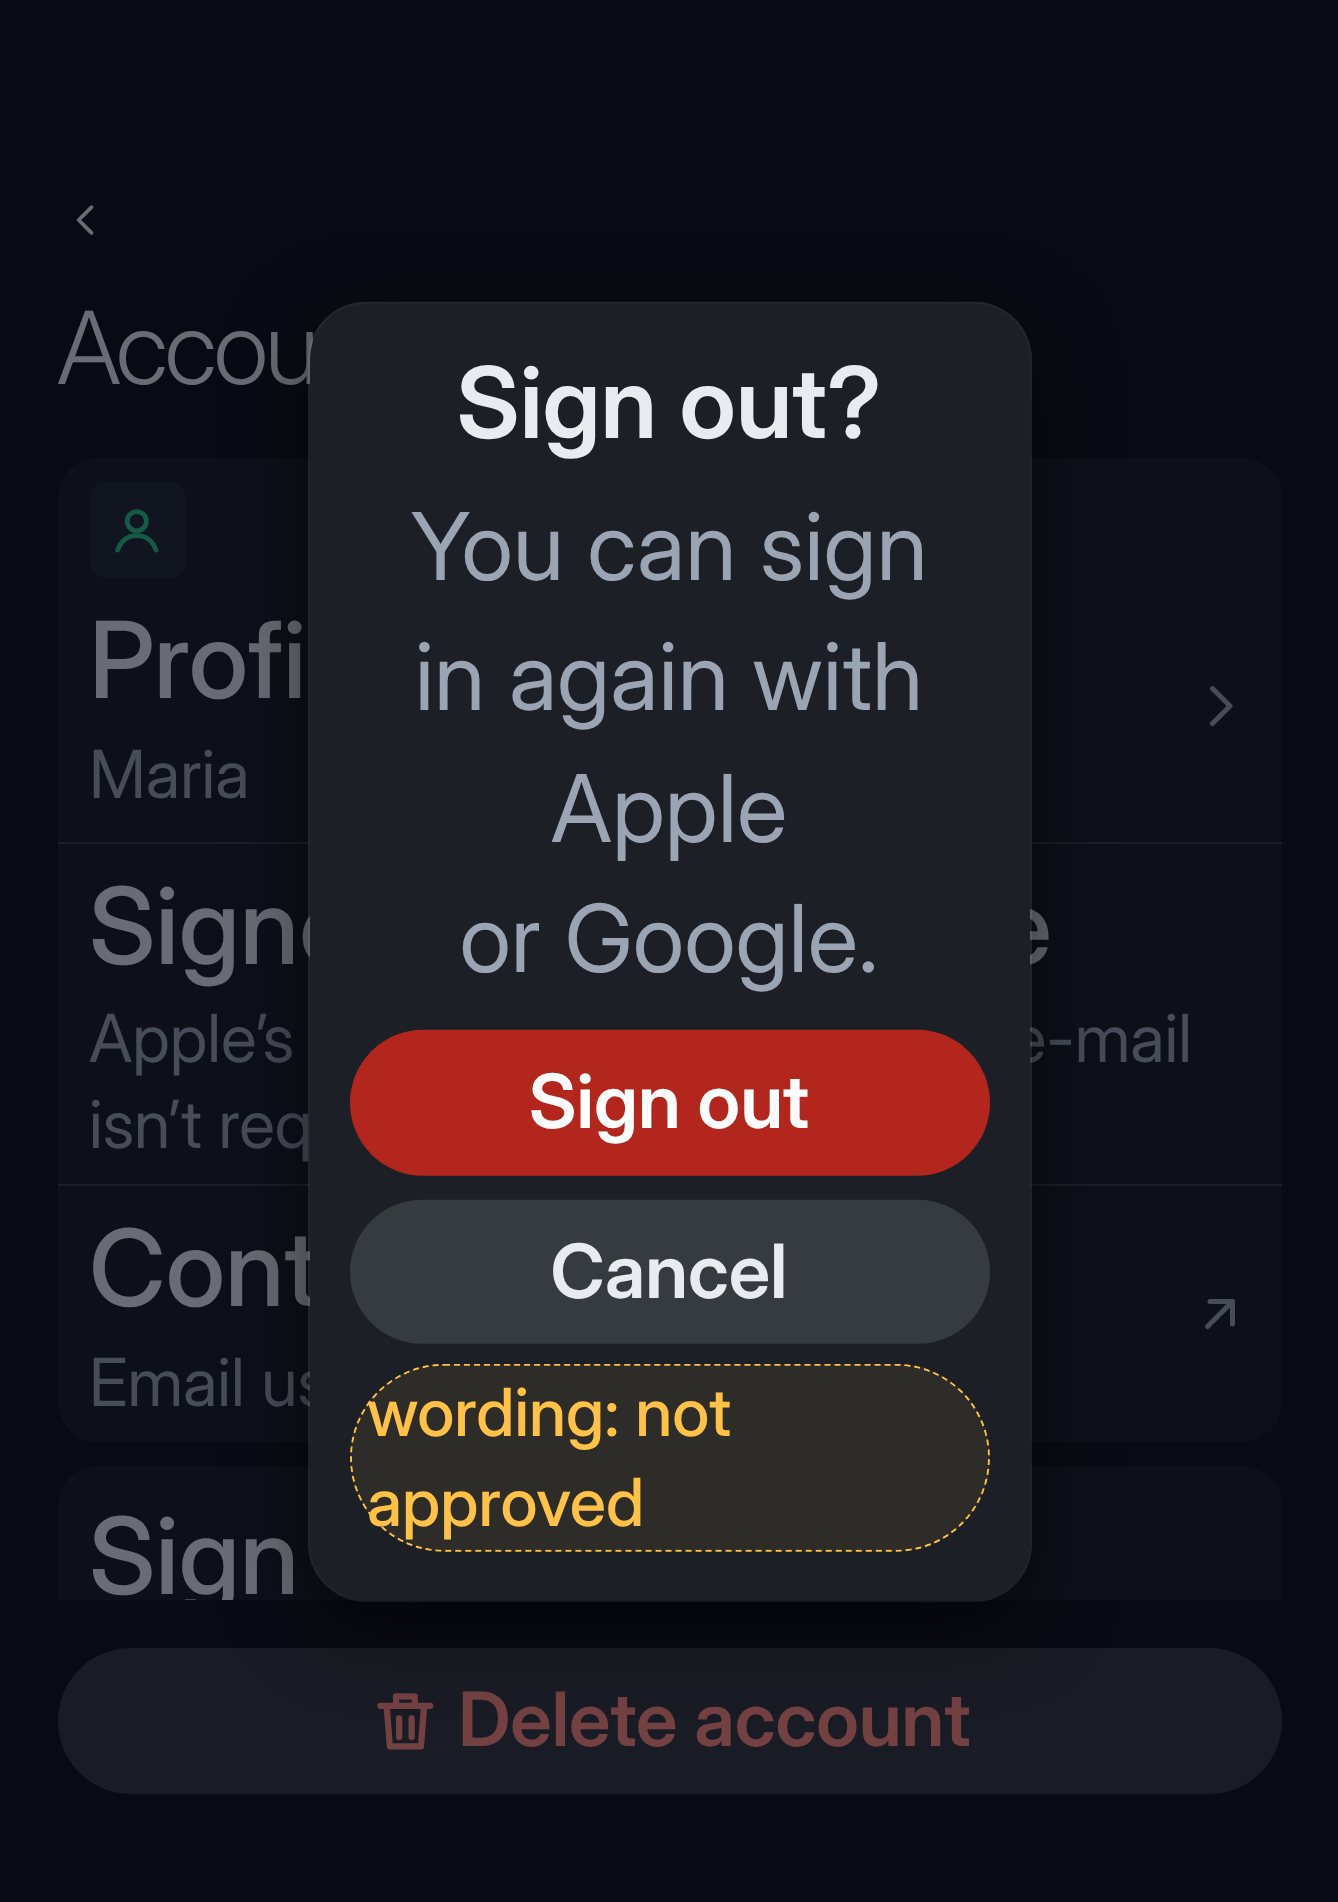 Accou
Sign out?
You can sign
in again with
Apple
or Google.
Profi
Maria
Signe
e
Apple’s
e-mail
isn’t req
Sign out
Cont
Cancel
Email us
wording: not
approved
Sign
Delete account